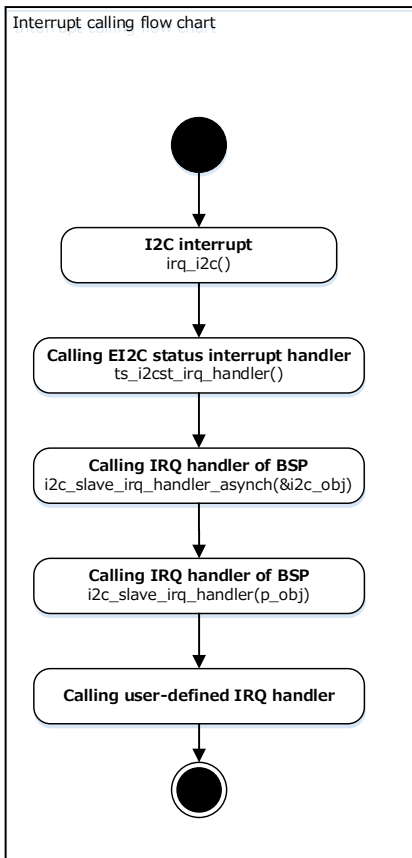 Interrupt calling flow chart
I2C interrupt
irq_i2c()
Calling EI2C status interrupt handler
ts_i2cst_irq_handler()
Calling IRQ handler of BSP
i2c_slave_irq_handler_asynch(&i2c_obj)
Calling IRQ handler of BSP
i2c_slave_irq_handler(p_obj)
Calling user-defined IRQ handler